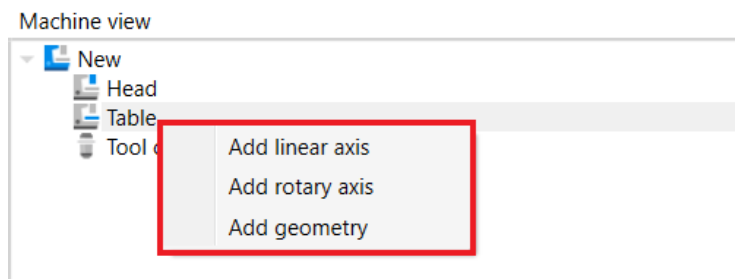 Machine view
New
Head
Table
Tool
Add linear axis
Add rotary axis
Add geometry